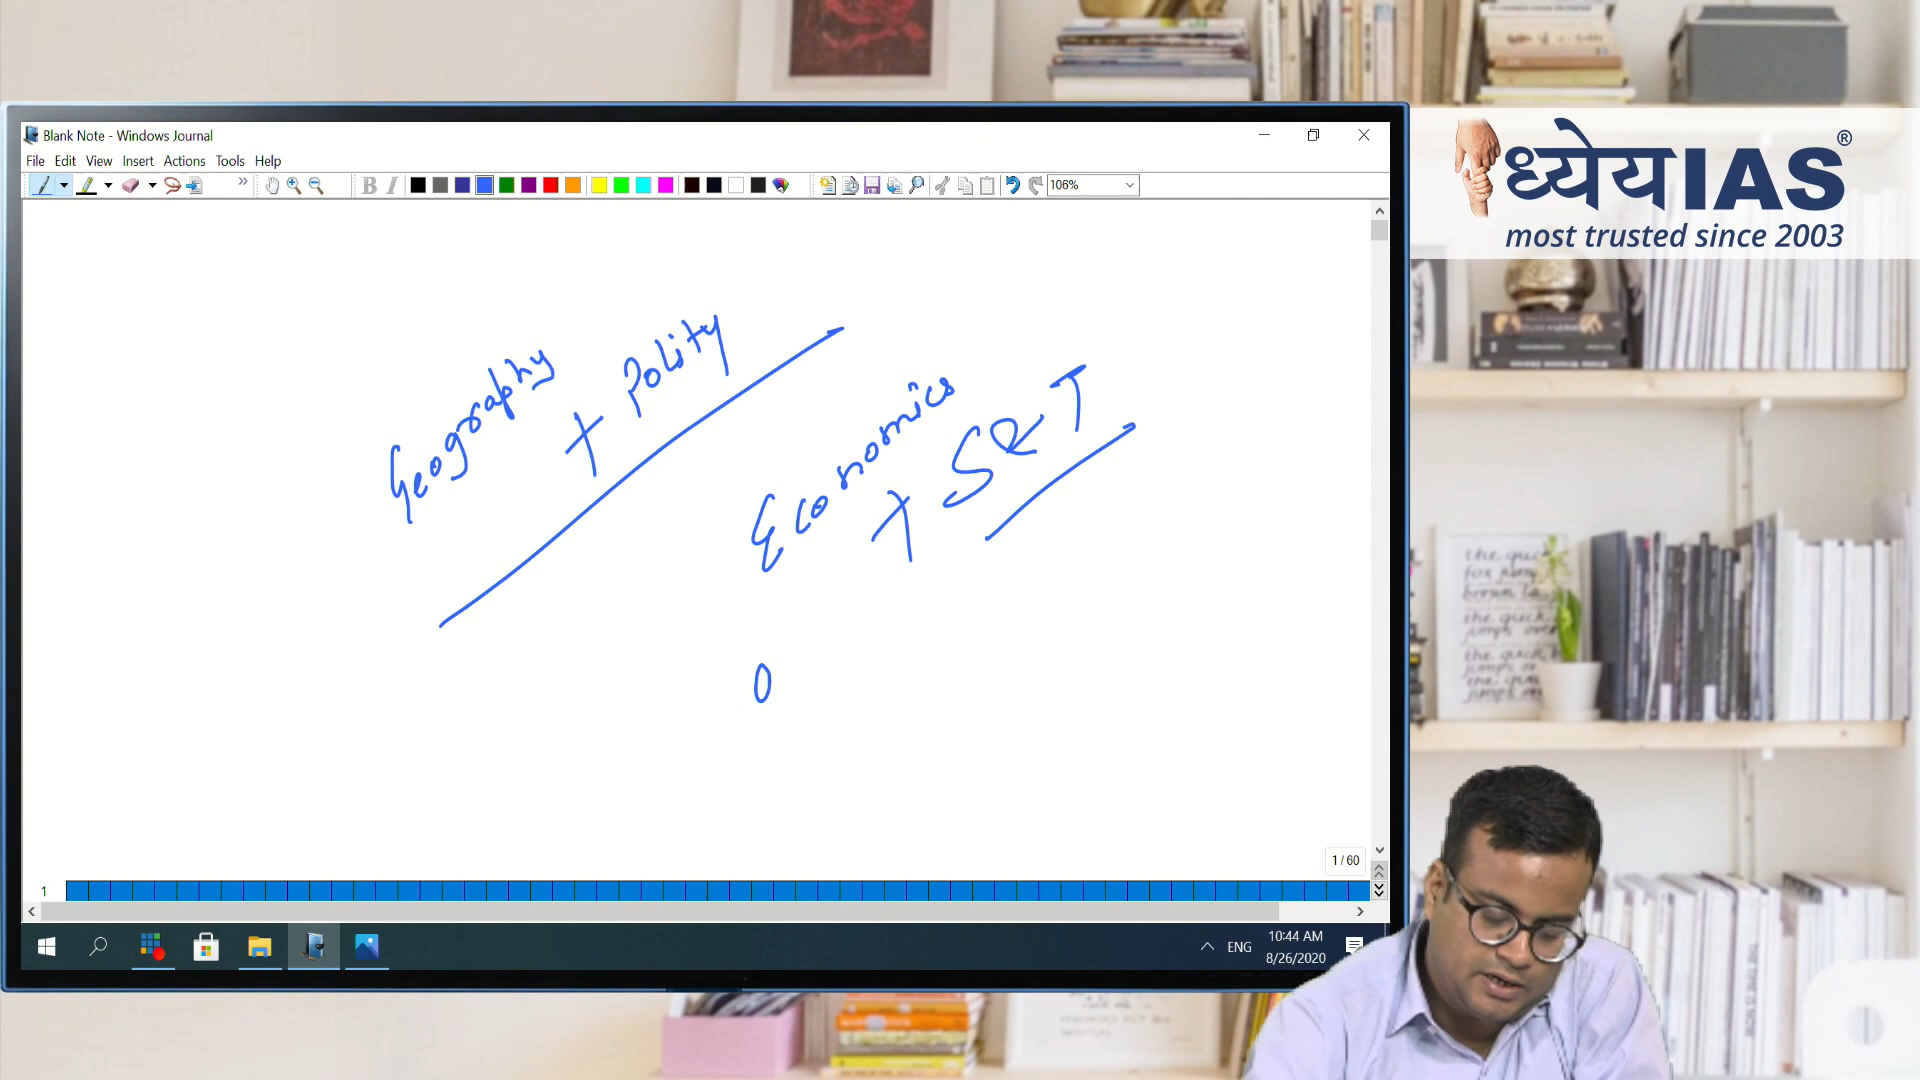 Blank Note - Windows Journal
File Edit View Insert Actions Tools Help
B I
106%
ध्येयIAS®
most trusted since 2003
Geography + Polity
Economics + S&T
0
1 / 60
1
ENG
10:44 AM
8/26/2020